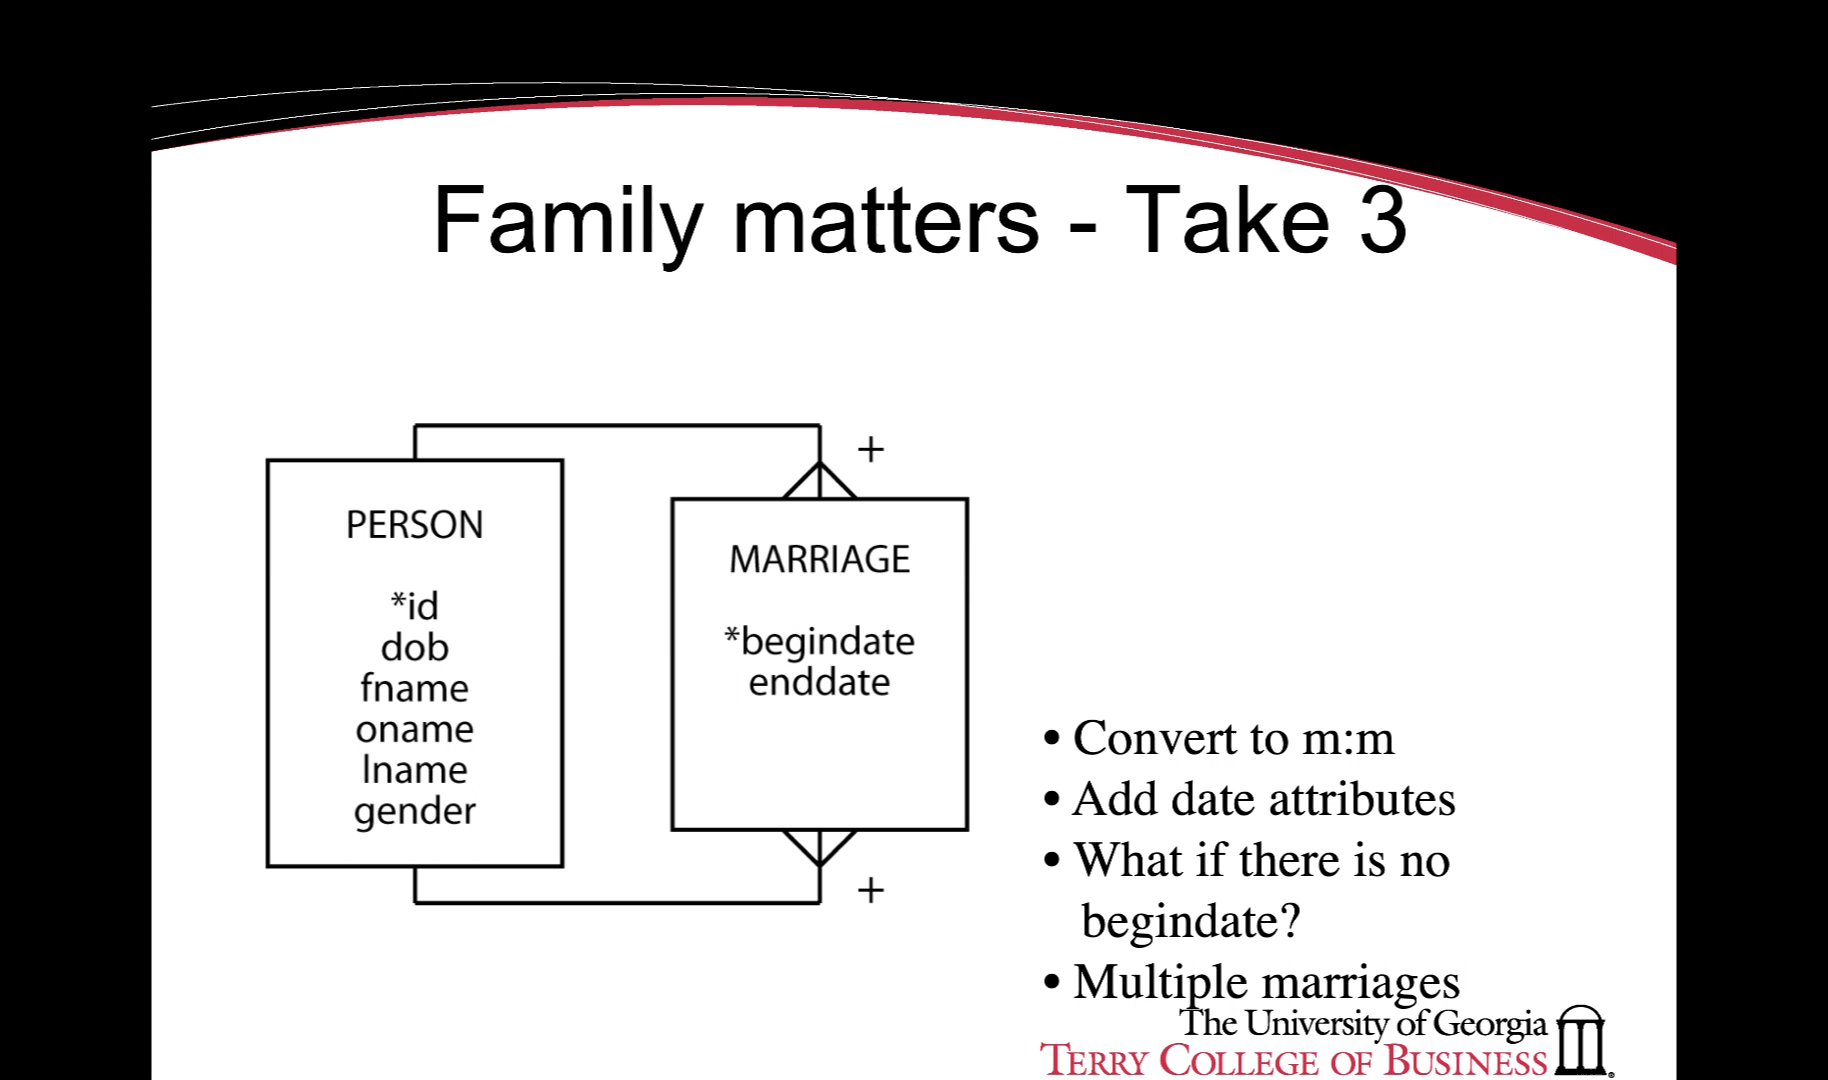 Family matters - Take 3
+
PERSON
*id
dob
fname
oname
lname
gender
MARRIAGE
*begindate
enddate
+
• Convert to m:m
• Add date attributes
• What if there is no
begindate?
• Multiple marriages
The University of Georgia
TERRY COLLEGE OF BUSINESS